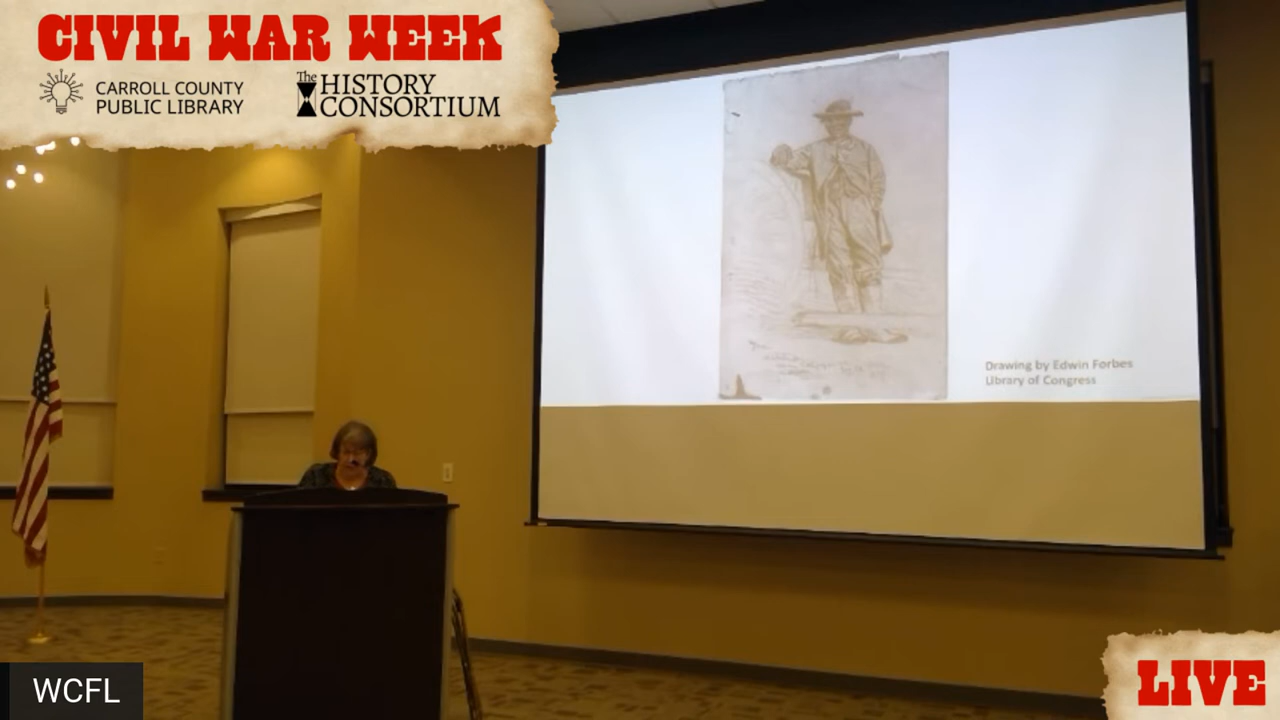 CIVIL WAR WEEK
CARROLL COUNTY
PUBLIC LIBRARY
The HISTORY
CONSORTIUM
Drawing by Edwin Forbes
Library of Congress
WCFL
LIVE